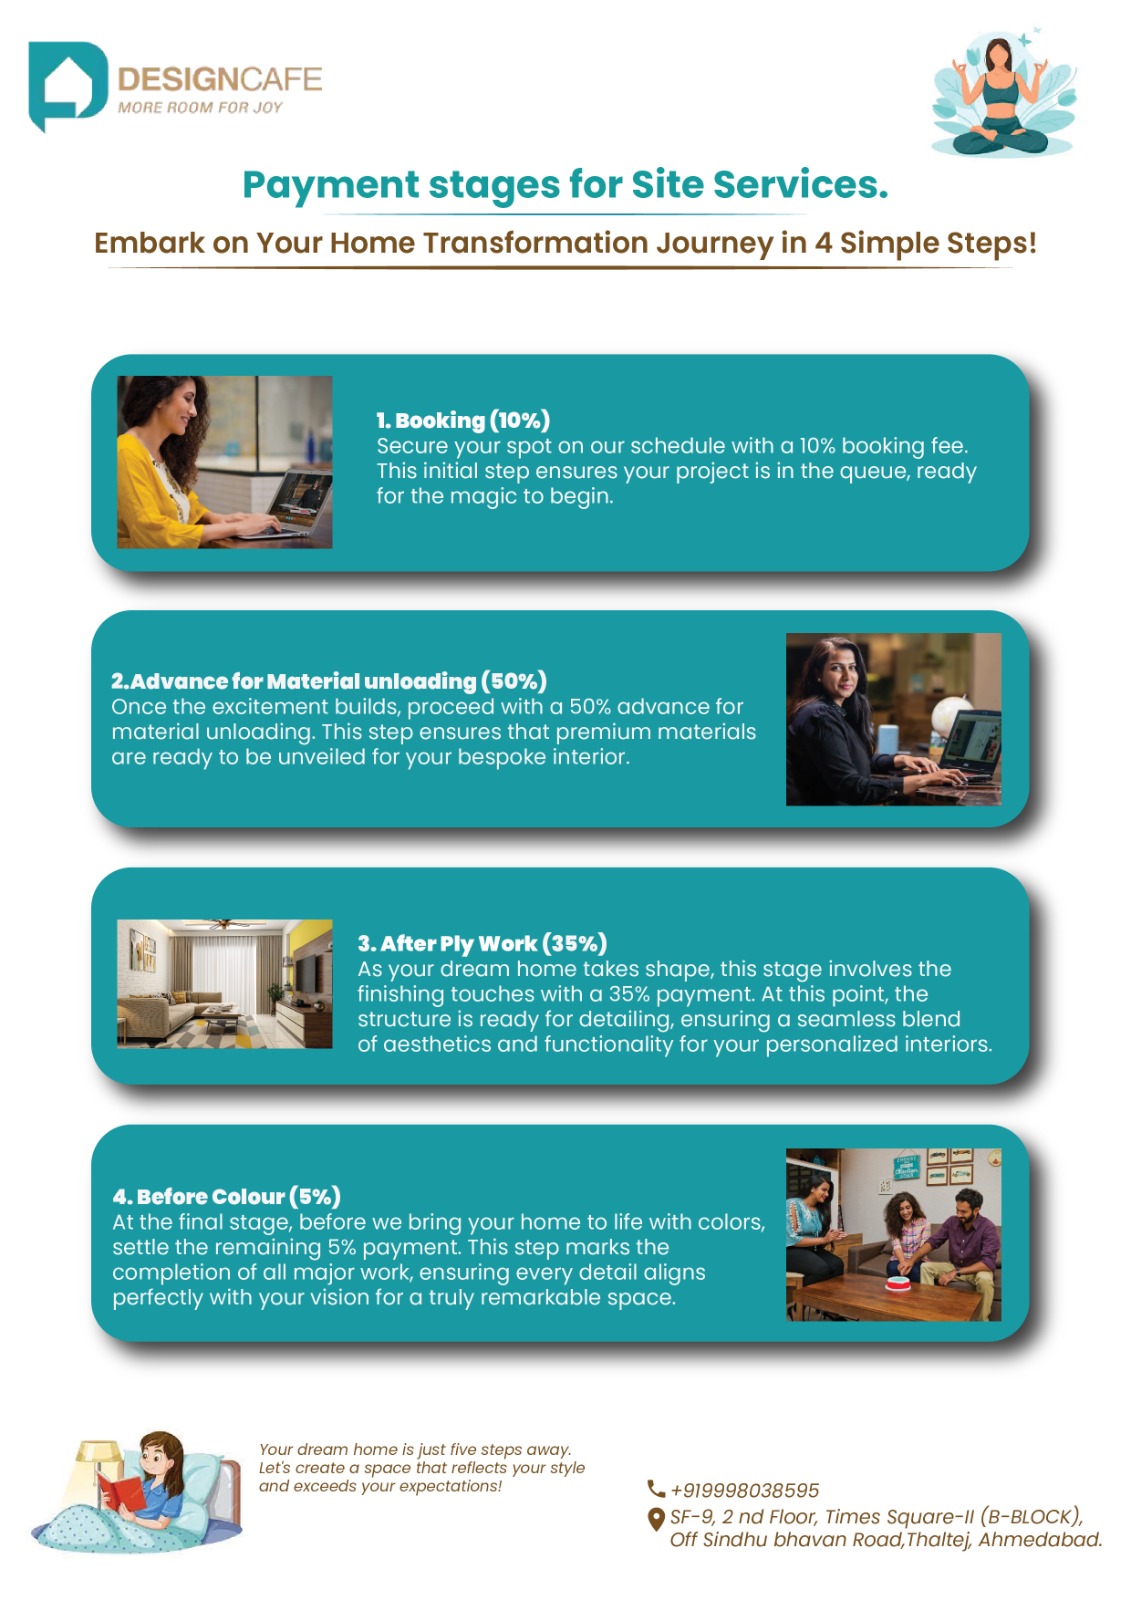 DESIGNCAFE
MORE ROOM FOR JOY
Payment stages for Site Services.
Embark on Your Home Transformation Journey in 4 Simple Steps!
1. Booking (10%)
Secure your spot on our schedule with a 10% booking fee.
This initial step ensures your project is in the queue, ready
for the magic to begin.
2.Advance for Material unloading (50%)
Once the excitement builds, proceed with a 50% advance for
material unloading. This step ensures that premium materials
are ready to be unveiled for your bespoke interior.
3. After Ply Work (35%)
As your dream home takes shape, this stage involves the
finishing touches with a 35% payment. At this point, the
structure is ready for detailing, ensuring a seamless blend
of aesthetics and functionality for your personalized interiors.
4. Before Colour (5%)
At the final stage, before we bring your home to life with colors,
settle the remaining 5% payment. This step marks the
completion of all major work, ensuring every detail aligns
perfectly with your vision for a truly remarkable space.
Your dream home is just five steps away.
Let's create a space that reflects your style
and exceeds your expectations!
+919998038595
SF-9, 2 nd Floor, Times Square-II (B-BLOCK),
Off Sindhu bhavan Road,Thaltej, Ahmedabad.